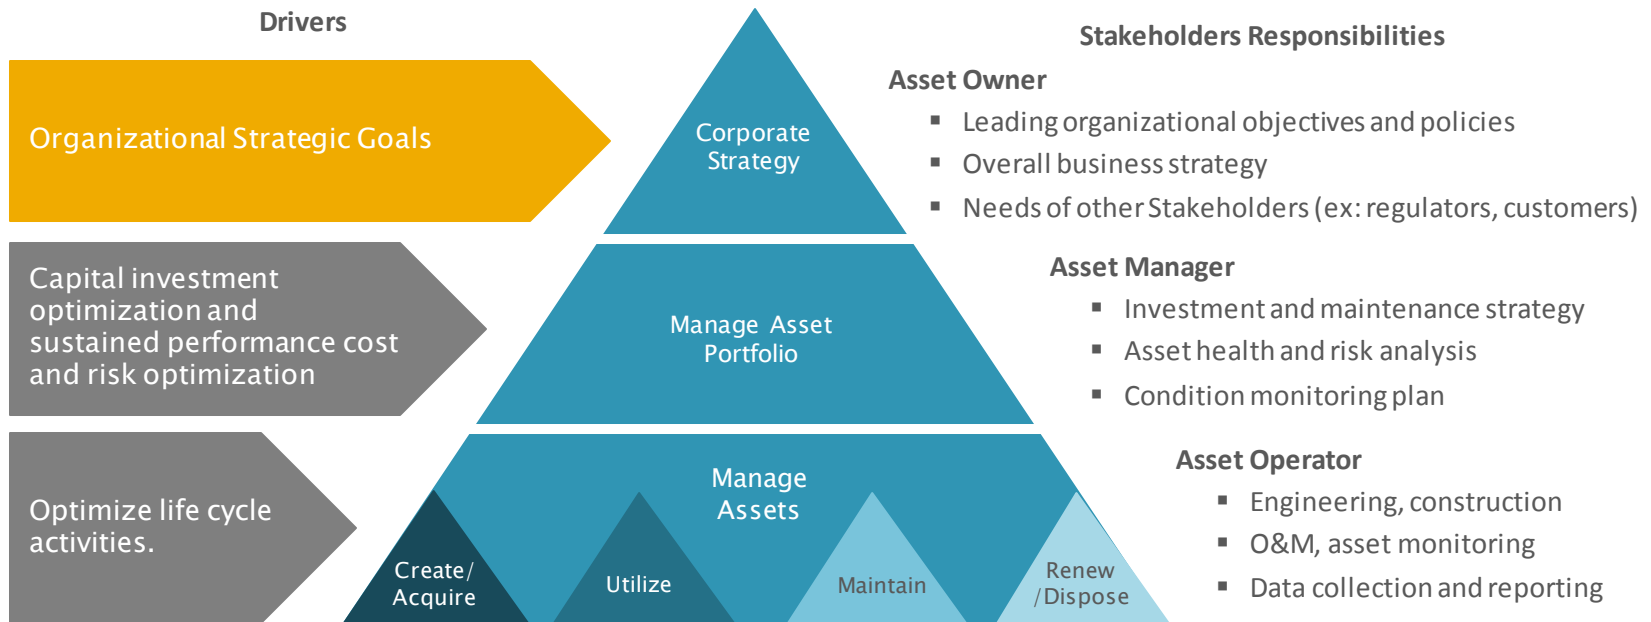 Drivers
Stakeholders Responsibilities
Organizational Strategic Goals
Corporate
Strategy
Asset Owner
▪ Leading organizational objectives and policies
▪ Overall business strategy
▪ Needs of other Stakeholders (ex: regulators, customers)
Capital investment
optimization and
sustained performance cost
and risk optimization
Manage Asset
Portfolio
Asset Manager
▪ Investment and maintenance strategy
▪ Asset health and risk analysis
▪ Condition monitoring plan
Optimize life cycle
activities.
Manage
Assets
Create/
Acquire
Utilize
Maintain
Renew
/Dispose
Asset Operator
▪ Engineering, construction
▪ O&M, asset monitoring
▪ Data collection and reporting